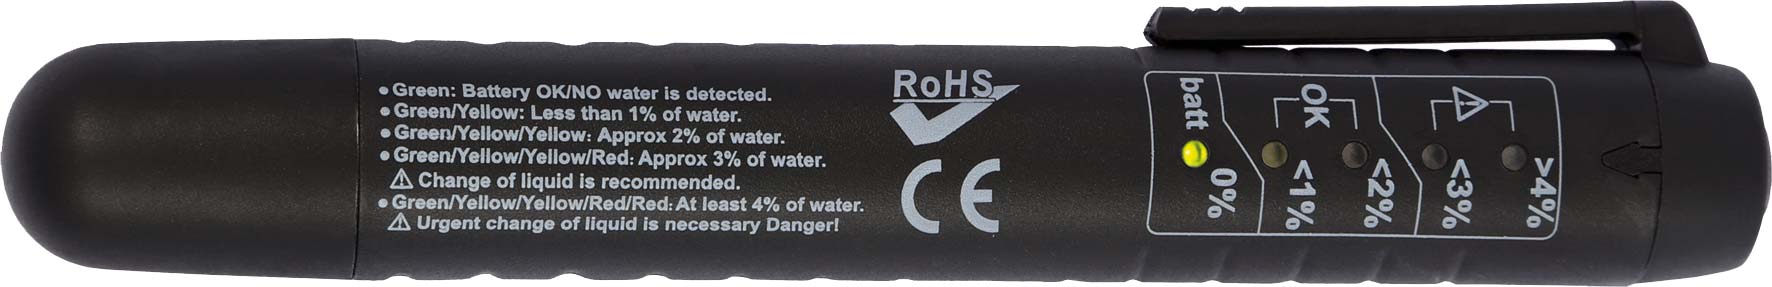 • Green: Battery OK/NO water is detected.
• Green/Yellow: Less than 1% of water.
• Green/Yellow/Yellow: Approx 2% of water.
• Green/Yellow/Yellow/Red: Approx 3% of water.
⚠ Change of liquid is recommended.
• Green/Yellow/Yellow/Red/Red: At least 4% of water.
⚠ Urgent change of liquid is necessary Danger!
RoHS
CE
batt OK ⚠
0% <1% <2% <3% >4%